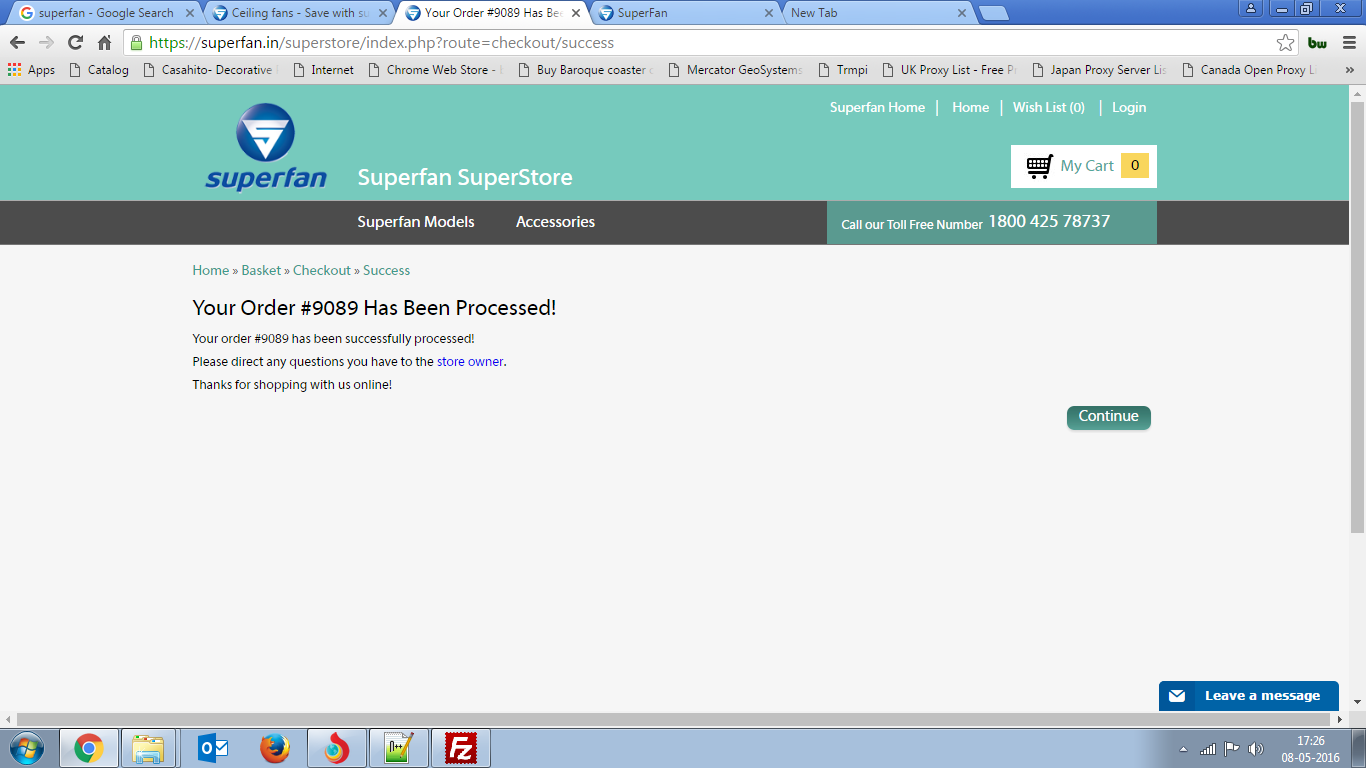 superfan - Google Search
Ceiling fans - Save with su
Your Order #9089 Has Bee
SuperFan
New Tab
https://superfan.in/superstore/index.php?route=checkout/success
bw
Apps
Catalog
Casahito- Decorative
Internet
Chrome Web Store -
Buy Baroque coaster
Mercator GeoSystems
Trmpi
UK Proxy List - Free
Japan Proxy Server Lis
Canada Open Proxy
»
Superfan Home | Home | Wish List (0) | Login
superfan
Superfan SuperStore
My Cart 0
Superfan Models
Accessories
Call our Toll Free Number 1800 425 78737
Home » Basket » Checkout » Success
Your Order #9089 Has Been Processed!
Your order #9089 has been successfully processed!
Please direct any questions you have to the store owner.
Thanks for shopping with us online!
Continue
Leave a message
17:26
08-05-2016